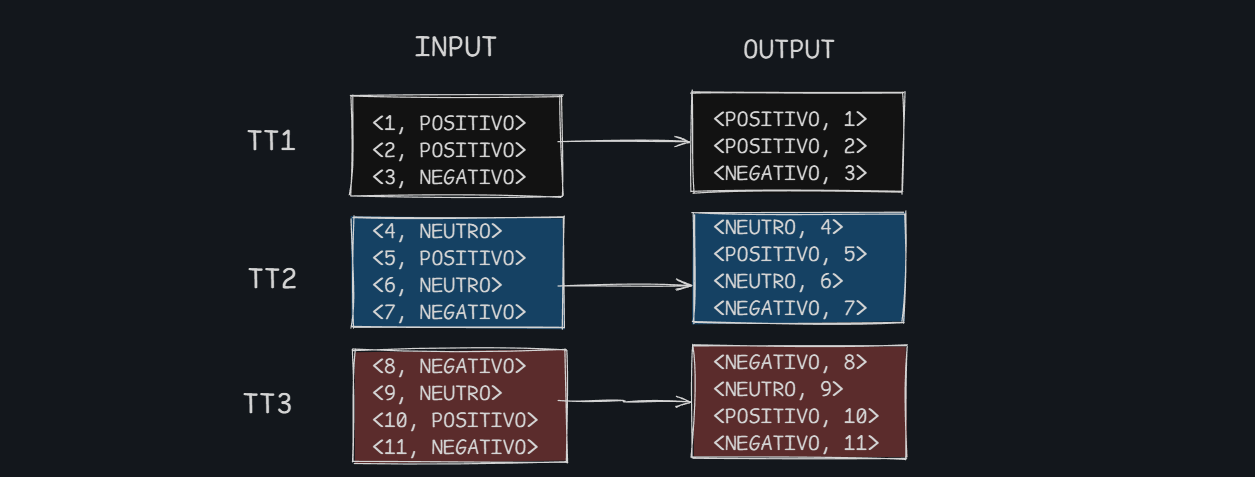 INPUT
OUTPUT
TT1
<1, POSITIVO>
<2, POSITIVO>
<3, NEGATIVO>
<POSITIVO, 1>
<POSITIVO, 2>
<NEGATIVO, 3>
TT2
<4, NEUTRO>
<5, POSITIVO>
<6, NEUTRO>
<7, NEGATIVO>
<NEUTRO, 4>
<POSITIVO, 5>
<NEUTRO, 6>
<NEGATIVO, 7>
TT3
<8, NEGATIVO>
<9, NEUTRO>
<10, POSITIVO>
<11, NEGATIVO>
<NEGATIVO, 8>
<NEUTRO, 9>
<POSITIVO, 10>
<NEGATIVO, 11>